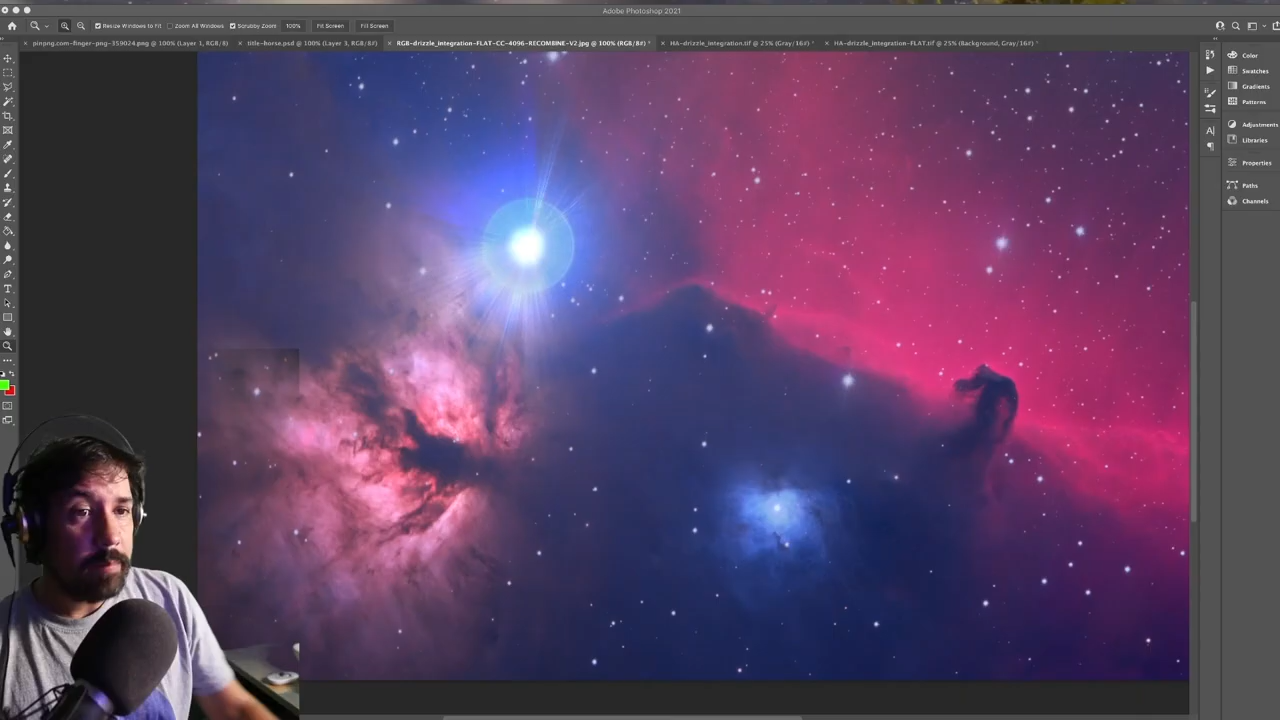 Adobe Photoshop 2021
Resize Windows to Fit Zoom All Windows Scrubby Zoom 100% Fit Screen Fill Screen
pinpng.com-finger-png-359024.png @ 100% (Layer 1, RGB/8) title-horse.psd @ 100% (Layer 3, RGB/8#) RGB-drizzle_integration-FLAT-CC-4096-RECOMBINE-V2.jpg @ 100% (RGB/8#) * HA-drizzle_integration.tif @ 25% (Gray/16#) * HA-drizzle_integration-FLAT.tif @ 25% (Background, Gray/16#) *
Color
Swatches
Gradients
Patterns
Adjustments
Libraries
Properties
Paths
Channels